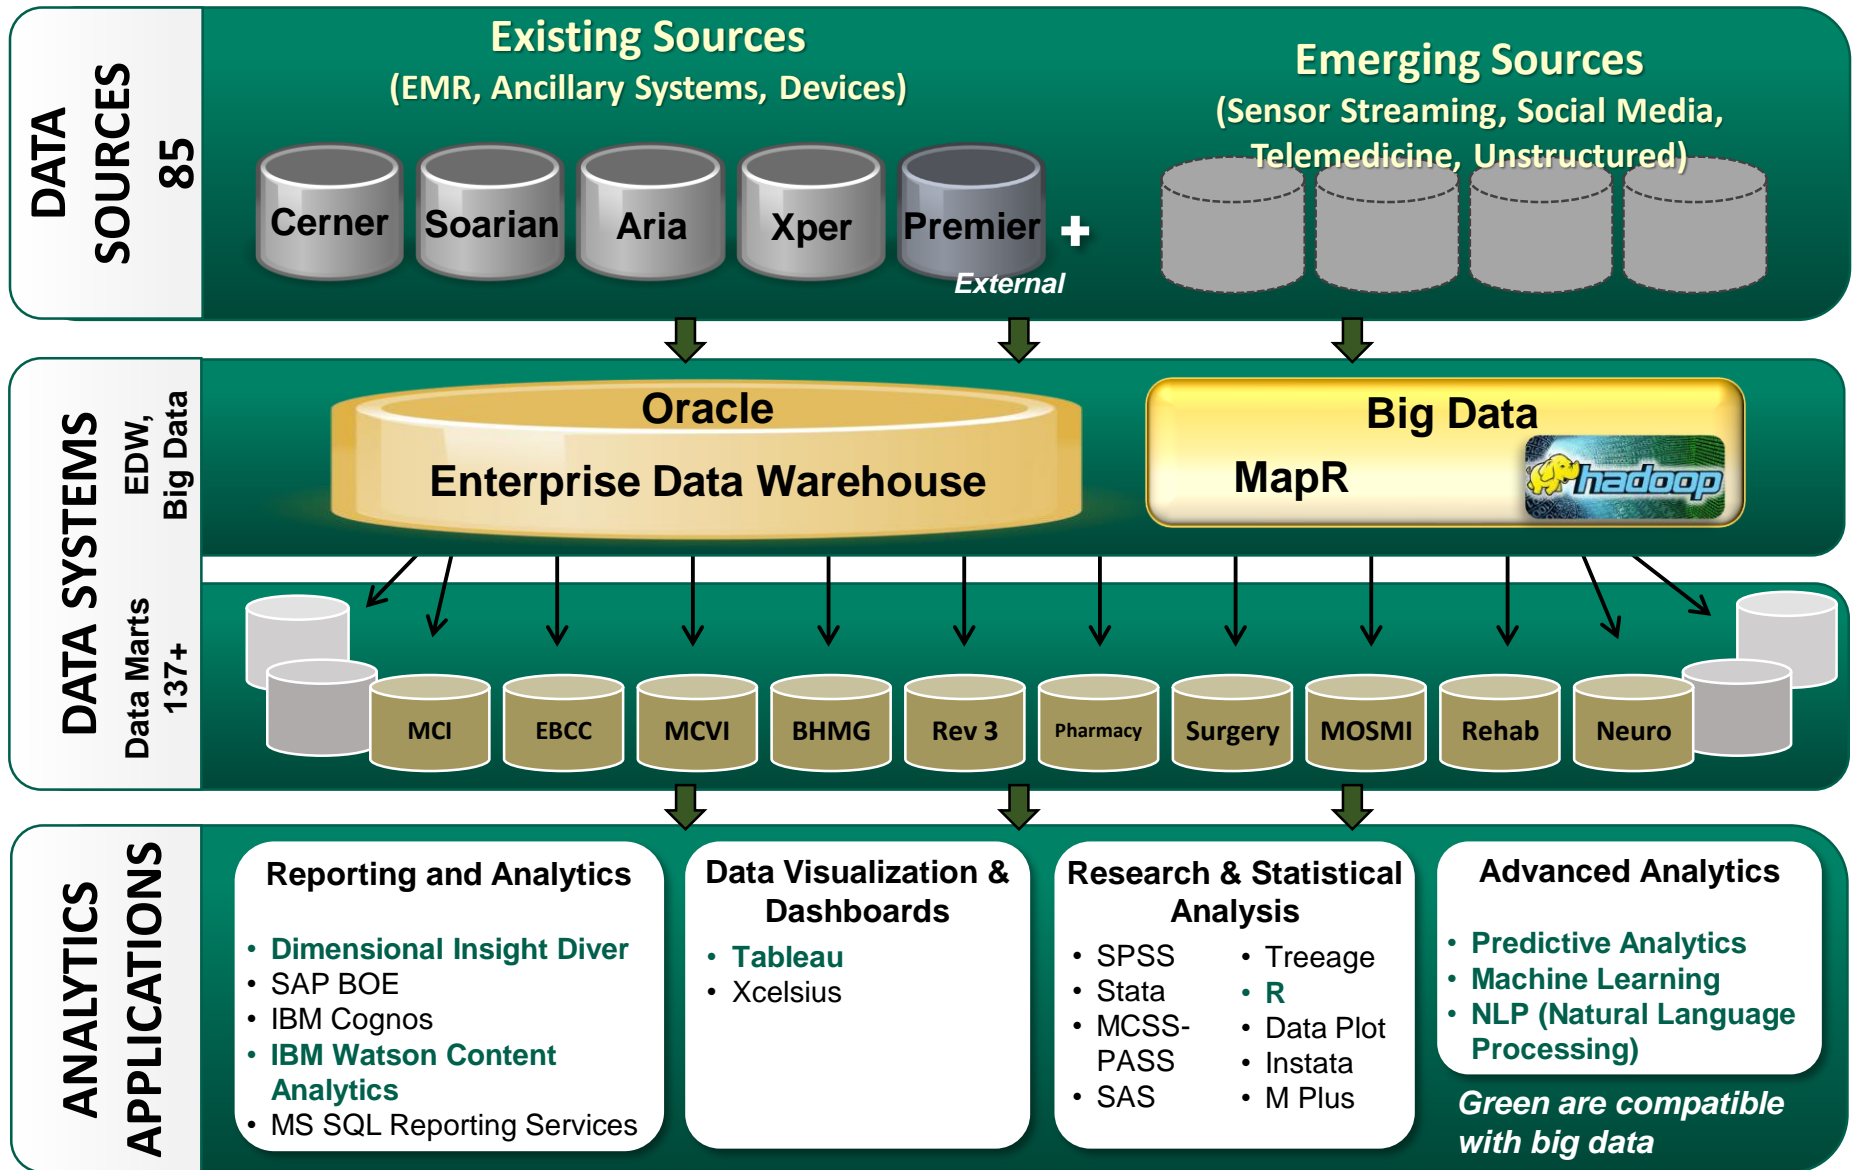 DATA
SOURCES
85
Existing Sources
(EMR, Ancillary Systems, Devices)
Cerner
Soarian
Aria
Xper
Premier
External
+
Emerging Sources
(Sensor Streaming, Social Media,
Telemedicine, Unstructured)
DATA SYSTEMS
EDW,
Big Data
Oracle
Enterprise Data Warehouse
Big Data
MapR
hadoop
Data Marts
137+
MCI
EBCC
MCVI
BHMG
Rev 3
Pharmacy
Surgery
MOSMI
Rehab
Neuro
ANALYTICS
APPLICATIONS
Reporting and Analytics
• Dimensional Insight Diver
• SAP BOE
• IBM Cognos
• IBM Watson Content
Analytics
• MS SQL Reporting Services
Data Visualization &
Dashboards
• Tableau
• Xcelsius
Research & Statistical
Analysis
• SPSS
• Stata
• MCSS-
PASS
• SAS
• Treeage
• R
• Data Plot
• Instata
• M Plus
Advanced Analytics
• Predictive Analytics
• Machine Learning
• NLP (Natural Language
Processing)
Green are compatible
with big data